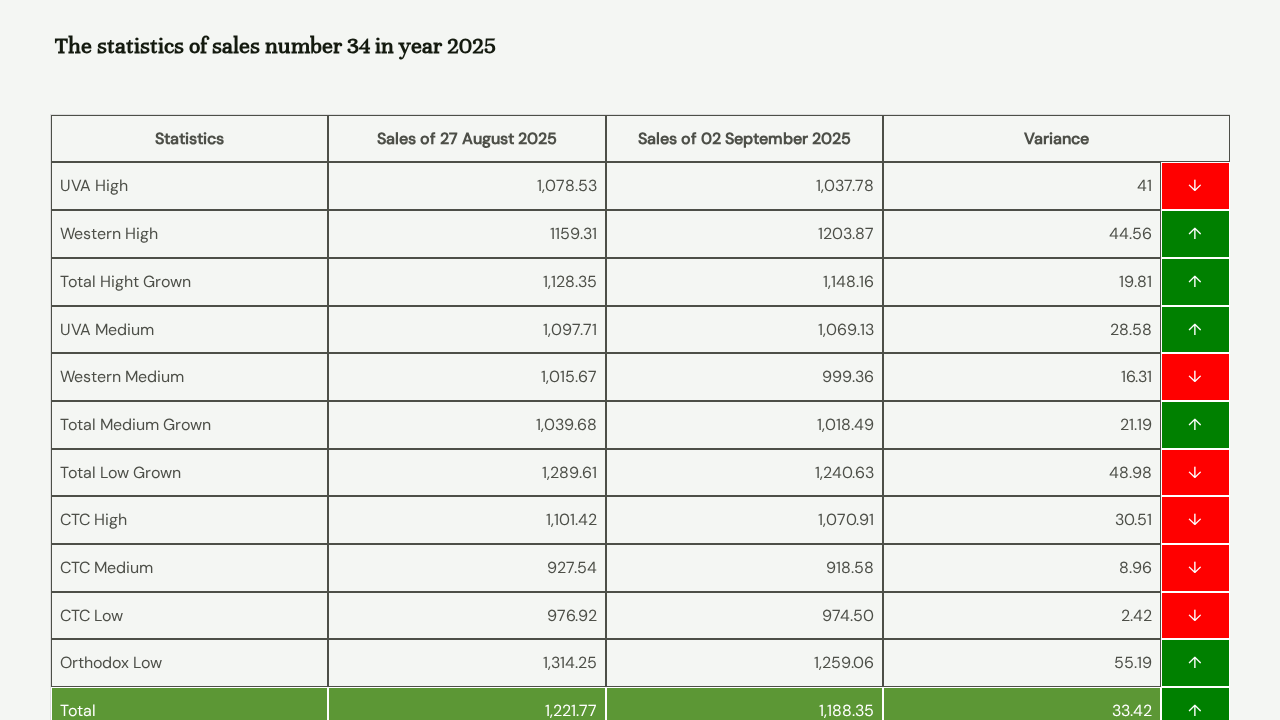 The statistics of sales number 34 in year 2025
Statistics Sales of 27 August 2025 Sales of 02 September 2025 Variance
UVA High 1,078.53 1,037.78 41 ↓
Western High 1159.31 1203.87 44.56 ↑
Total Hight Grown 1,128.35 1,148.16 19.81 ↑
UVA Medium 1,097.71 1,069.13 28.58 ↑
Western Medium 1,015.67 999.36 16.31 ↓
Total Medium Grown 1,039.68 1,018.49 21.19 ↑
Total Low Grown 1,289.61 1,240.63 48.98 ↓
CTC High 1,101.42 1,070.91 30.51 ↓
CTC Medium 927.54 918.58 8.96 ↓
CTC Low 976.92 974.50 2.42 ↓
Orthodox Low 1,314.25 1,259.06 55.19 ↑
Total 1,221.77 1,188.35 33.42 ↑